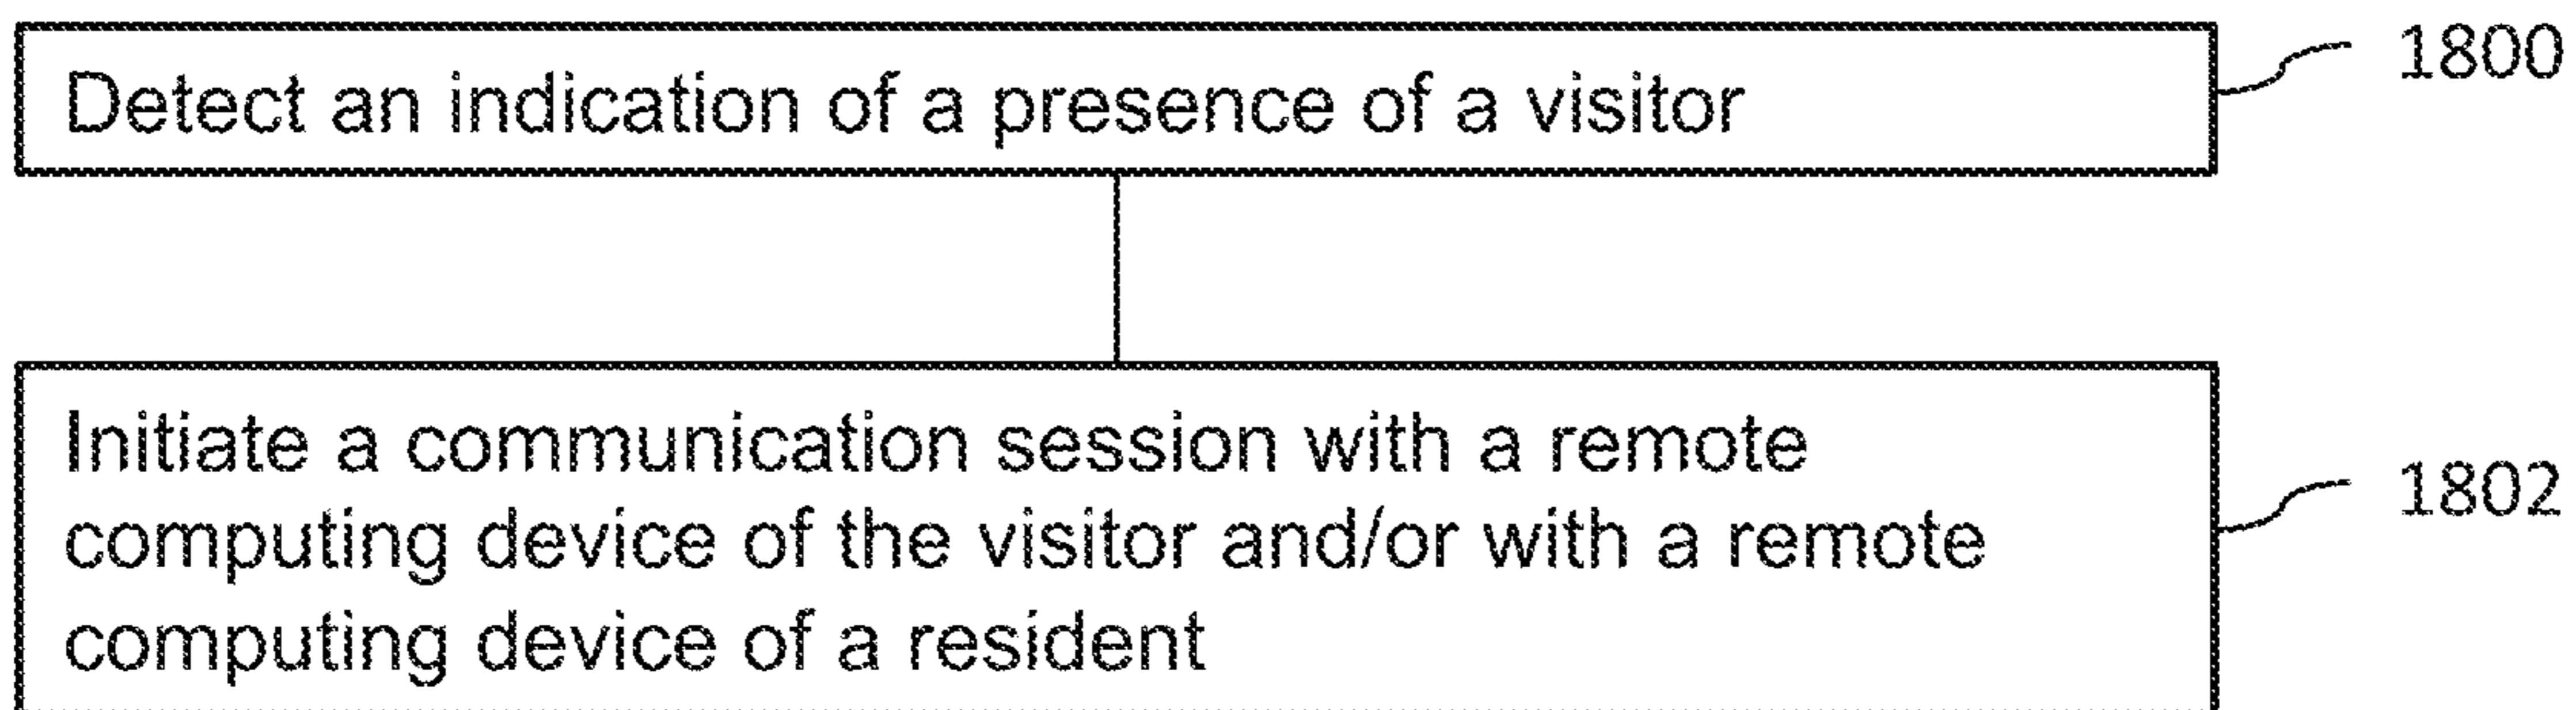 Detect an indication of a presence of a visitor
1800
Initiate a communication session with a remote
computing device of the visitor and/or with a remote
computing device of a resident
1802